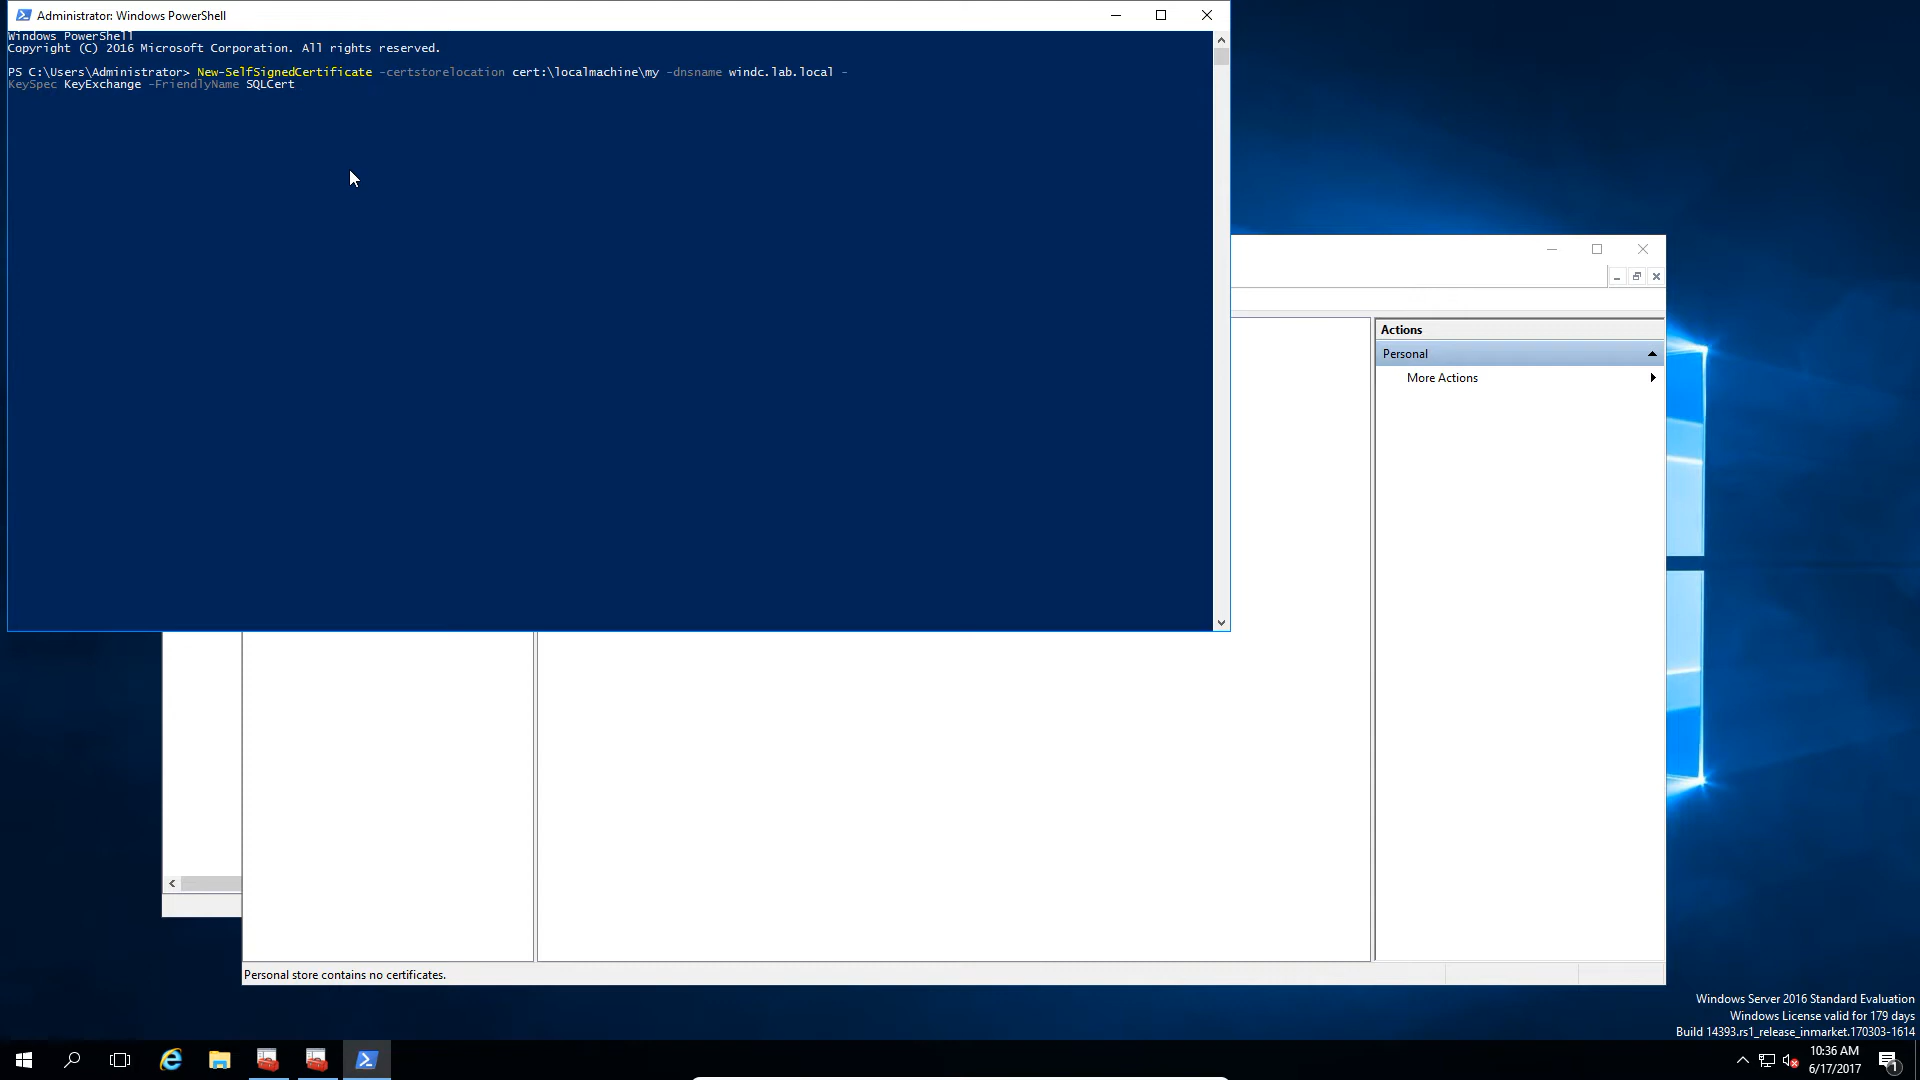 Administrator: Windows PowerShell
Windows PowerShell
Copyright (C) 2016 Microsoft Corporation. All rights reserved.
PS C:\Users\Administrator> New-SelfSignedCertificate -certstorelocation cert:\localmachine\my -dnsname windc.lab.local -
KeySpec KeyExchange -FriendlyName SQLCert
Actions
Personal
More Actions
Personal store contains no certificates.
Windows Server 2016 Standard Evaluation
Windows License valid for 179 days
Build 14393.rs1_release_inmarket.170303-1614
10:36 AM
6/17/2017
1